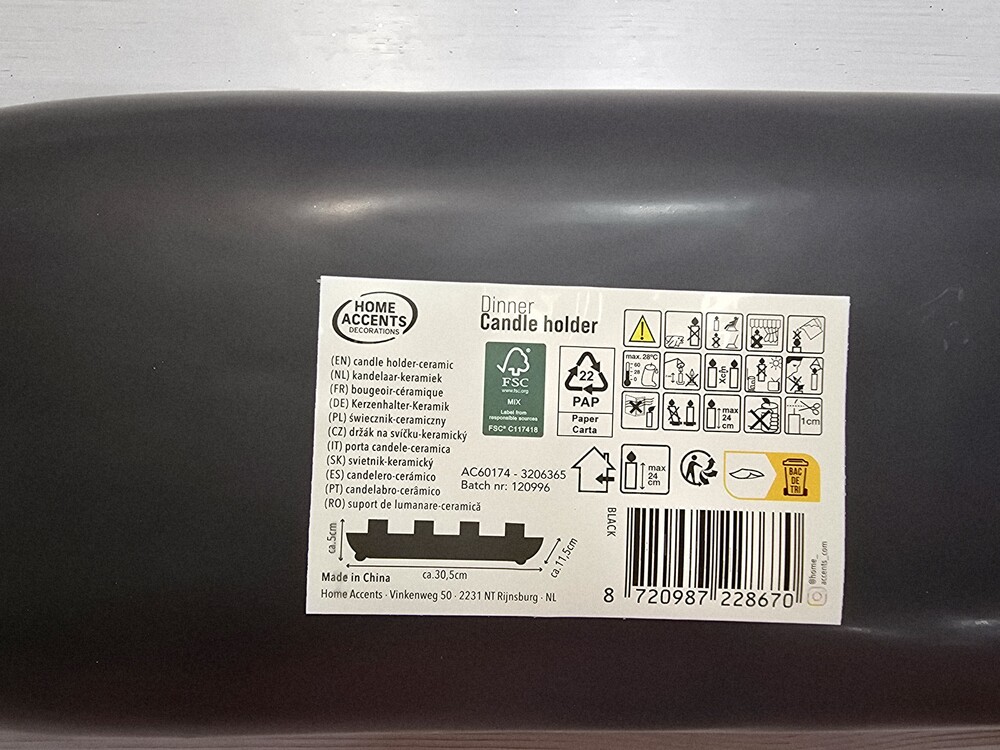 HOME
ACCENTS
DECORATIONS
Dinner
Candle holder
(EN) candle holder-ceramic
(NL) kandelaar-keramiek
(FR) bougeoir-céramique
(DE) Kerzenhalter-Keramik
(PL) świecznik-ceramiczny
(CZ) držák na svíčku-keramický
(IT) porta candele-ceramica
(SK) svietnik-keramický
(ES) candelero-cerámico
(PT) candelabro-cerâmico
(RO) suport de lumanare-ceramică
FSC
www.fsc.org
MIX
Label from
responsible sources
FSC® C117418
22
PAP
Paper
Carta
max. 28°C
60
28
0
Xcm
max
24
cm
1cm
AC60174 - 3206365
Batch nr: 120996
max
24
cm
BAC
DE
TRI
ca.5cm
ca.30,5cm
ca.11,5cm
BLACK
Made in China
Home Accents · Vinkenweg 50 · 2231 NT Rijnsburg · NL
8 720987 228670
@home_
accents_com